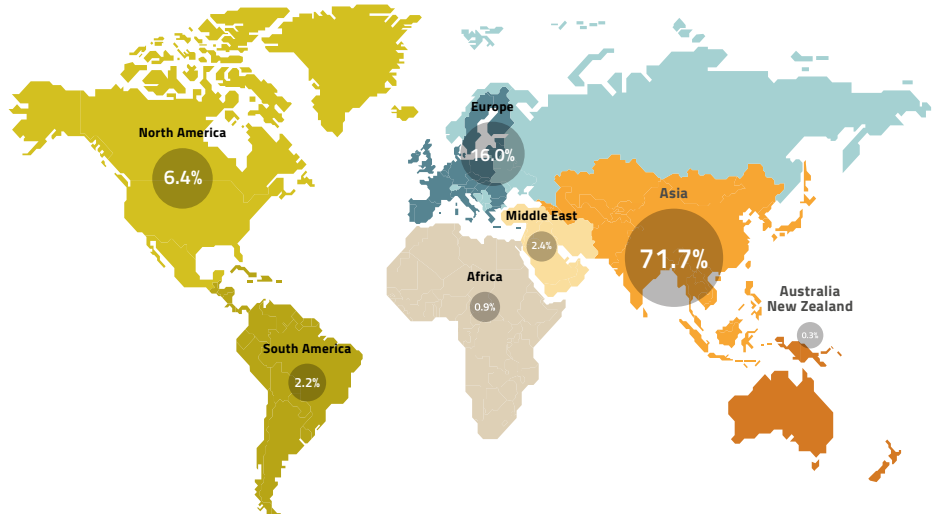 Europe
16.0%
North America
6.4%
Asia
71.7%
Middle East
2.4%
Africa
0.9%
Australia
New Zealand
0.3%
South America
2.2%